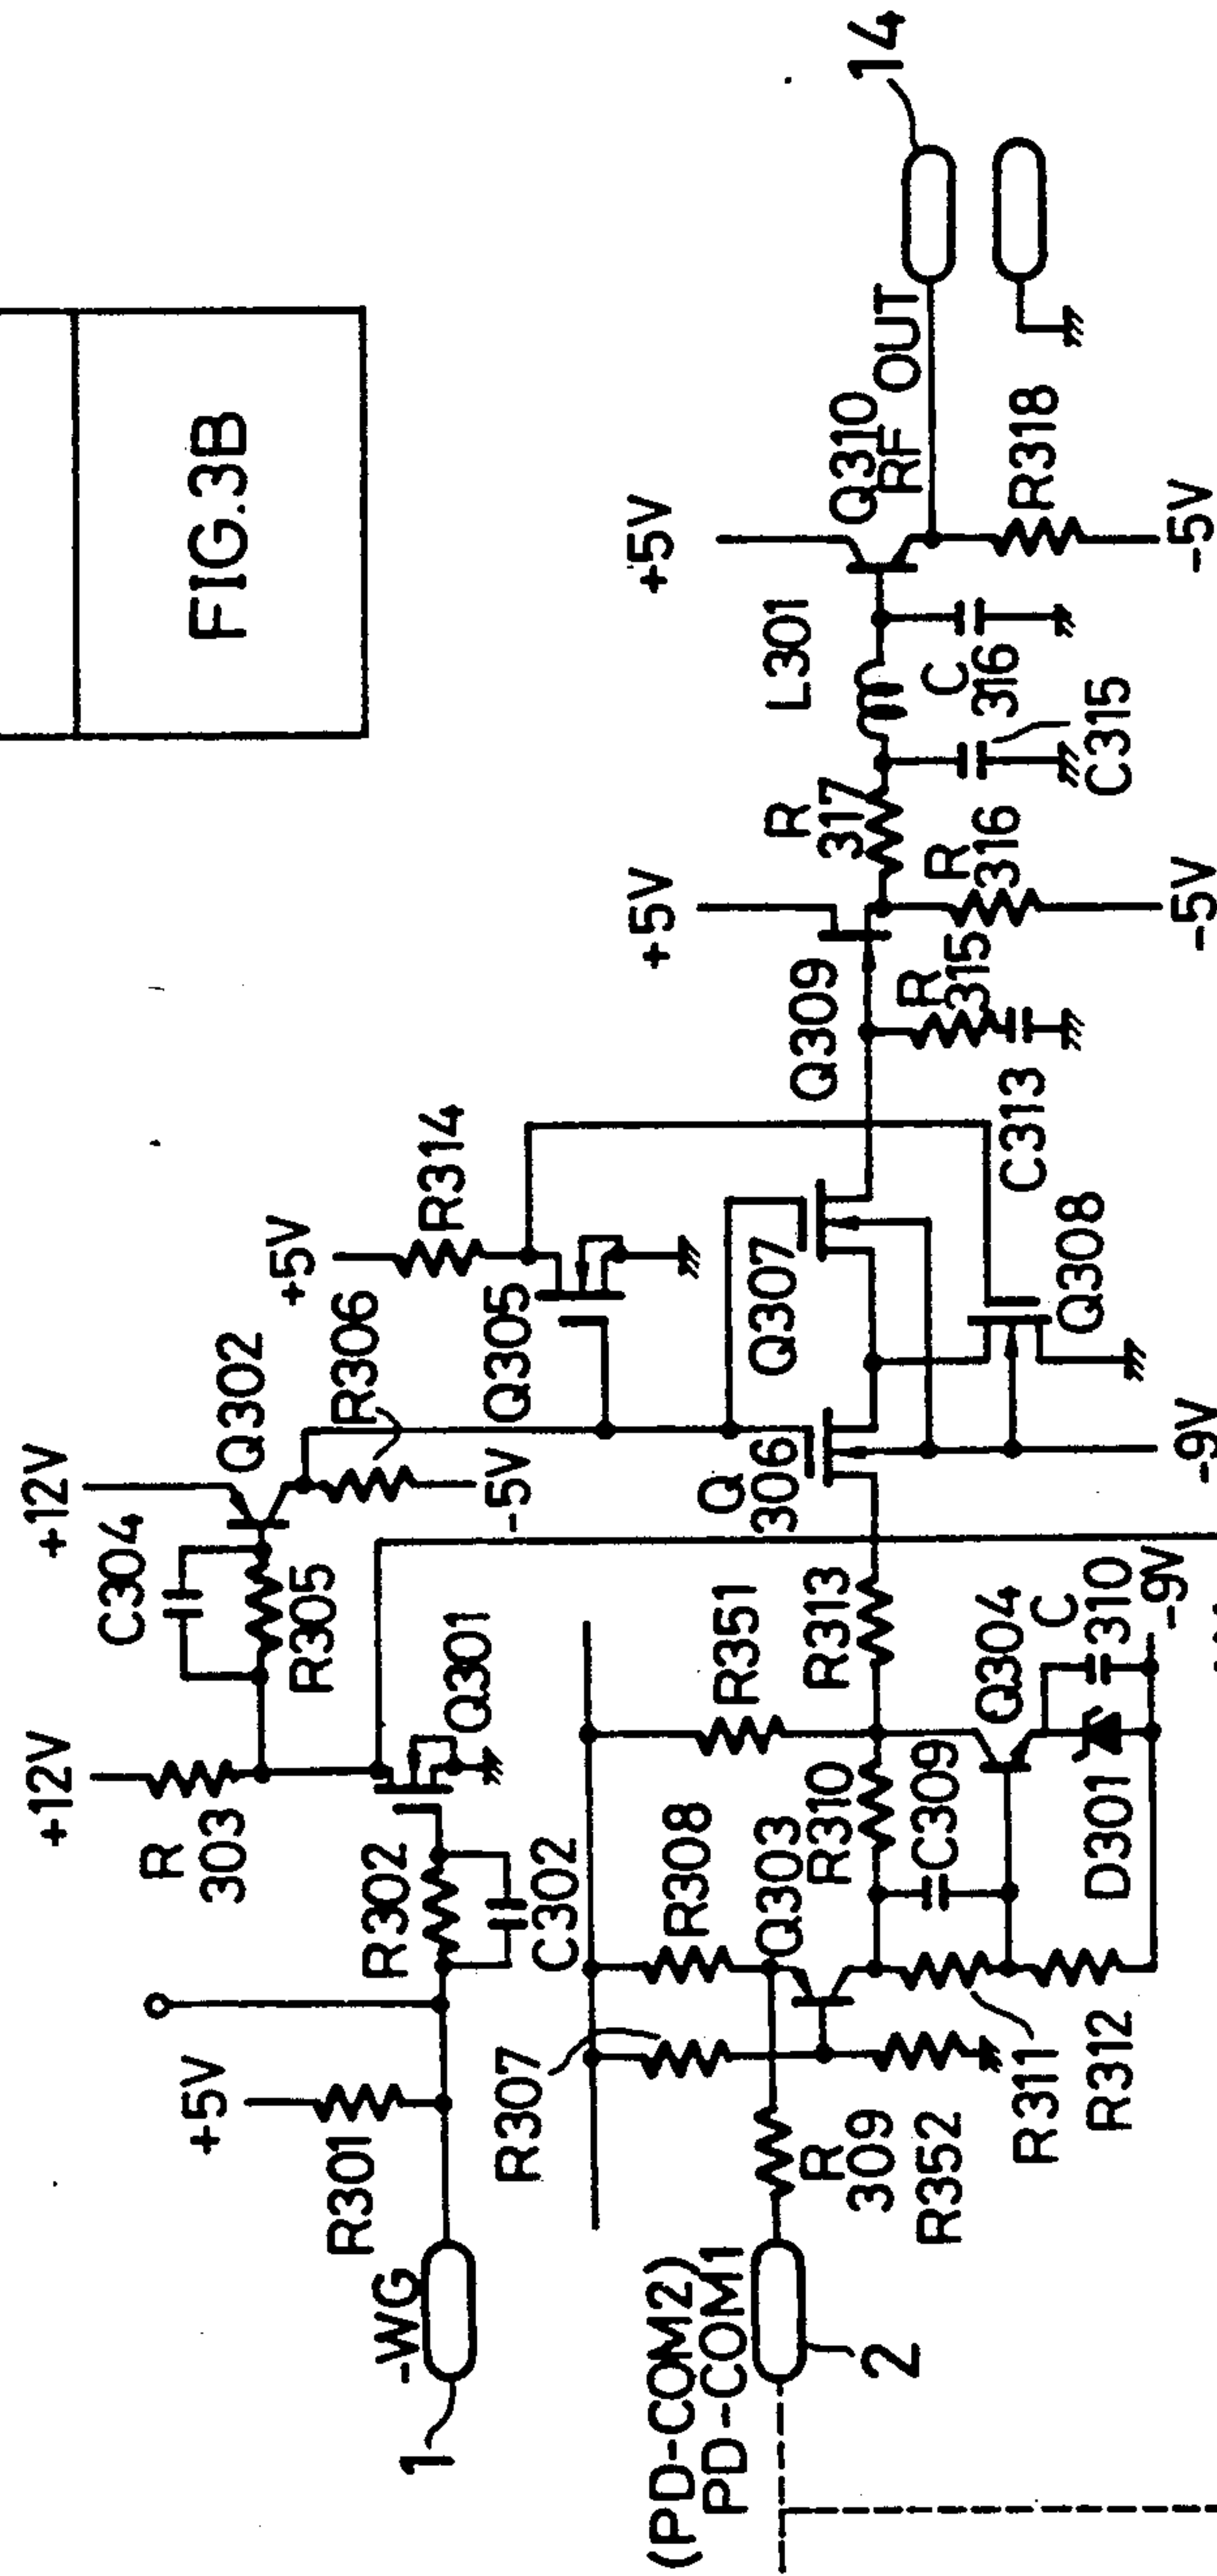 FIG.3B
+12V
+12V
C304
Q302
R
303
R305
R306
-5V
+5V
R314
Q305
+5V
R301
-WG
1
R302
C302
Q301
R307
R308
R351
(PD-COM2)
PD-COM1
2
R
309
R352
Q303
R310
C309
R311
R312
D301
Q304
C
310
-9V
R313
Q
306
Q307
Q308
-9V
C313
R
315
Q309
+5V
R
316
-5V
R
317
L301
C
316
C315
+5V
Q310
RF OUT
R318
-5V
14